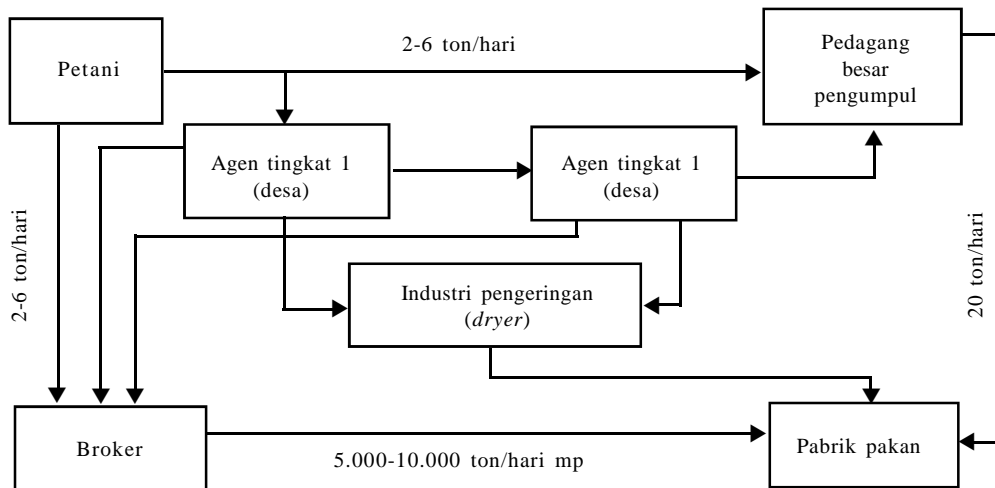 2-6 ton/hari
Petani
Pedagang
besar
pengumpul
Agen tingkat 1
(desa)
Agen tingkat 1
(desa)
2-6 ton/hari
20 ton/hari
Industri pengeringan
(dryer)
Broker
Pabrik pakan
5.000-10.000 ton/hari mp